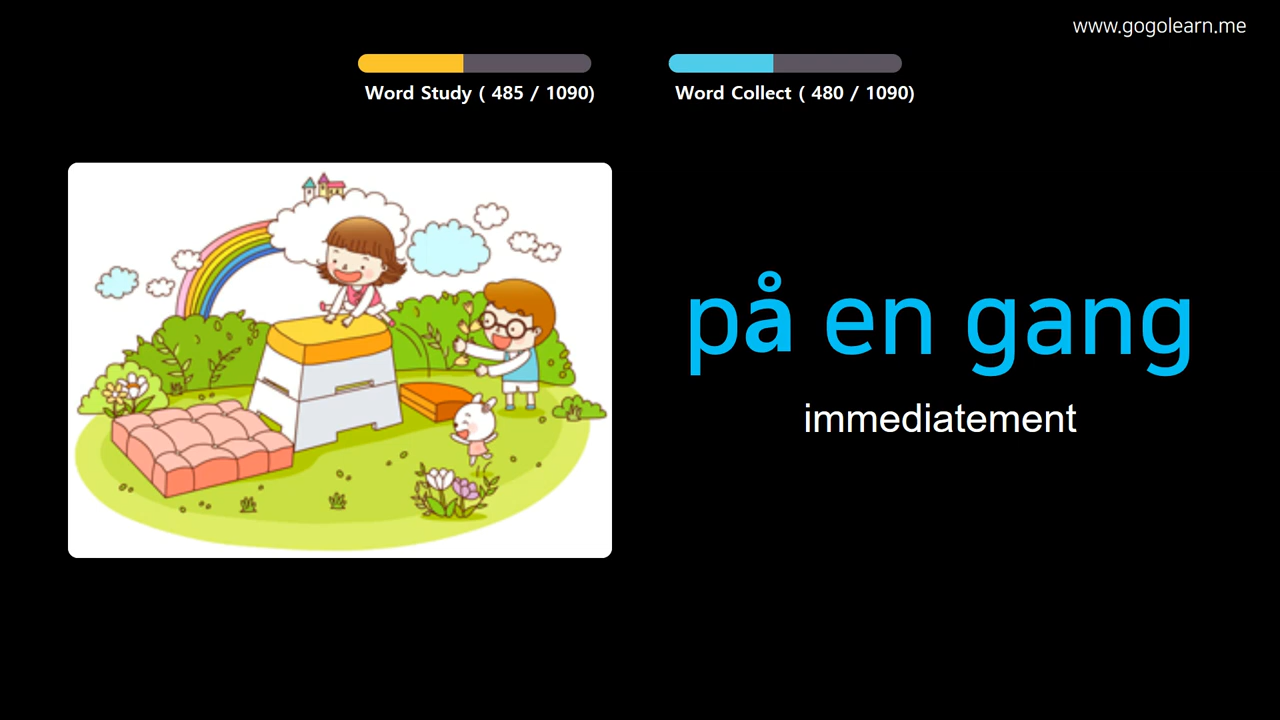 www.gogolearn.me
Word Study ( 485 / 1090)
Word Collect ( 480 / 1090)
på en gang
immediatement